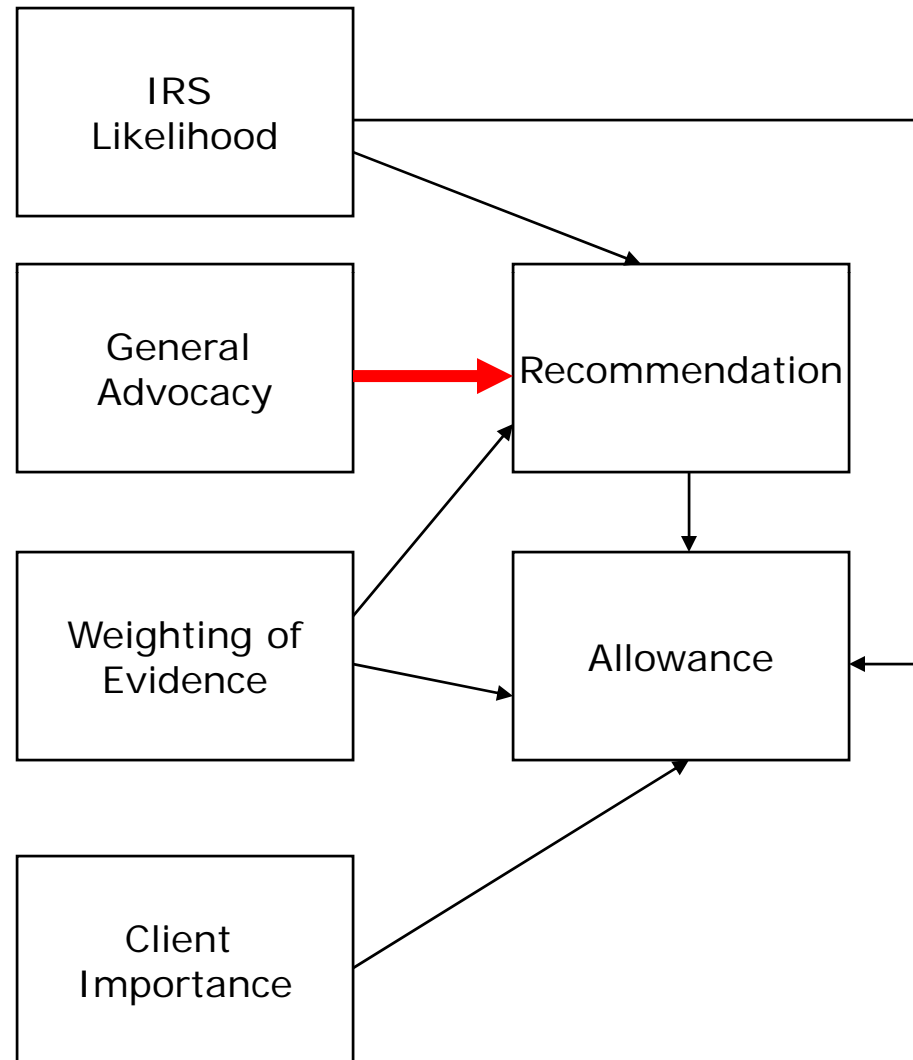 IRS
Likelihood
General
Advocacy
Recommendation
Weighting of
Evidence
Allowance
Client
Importance